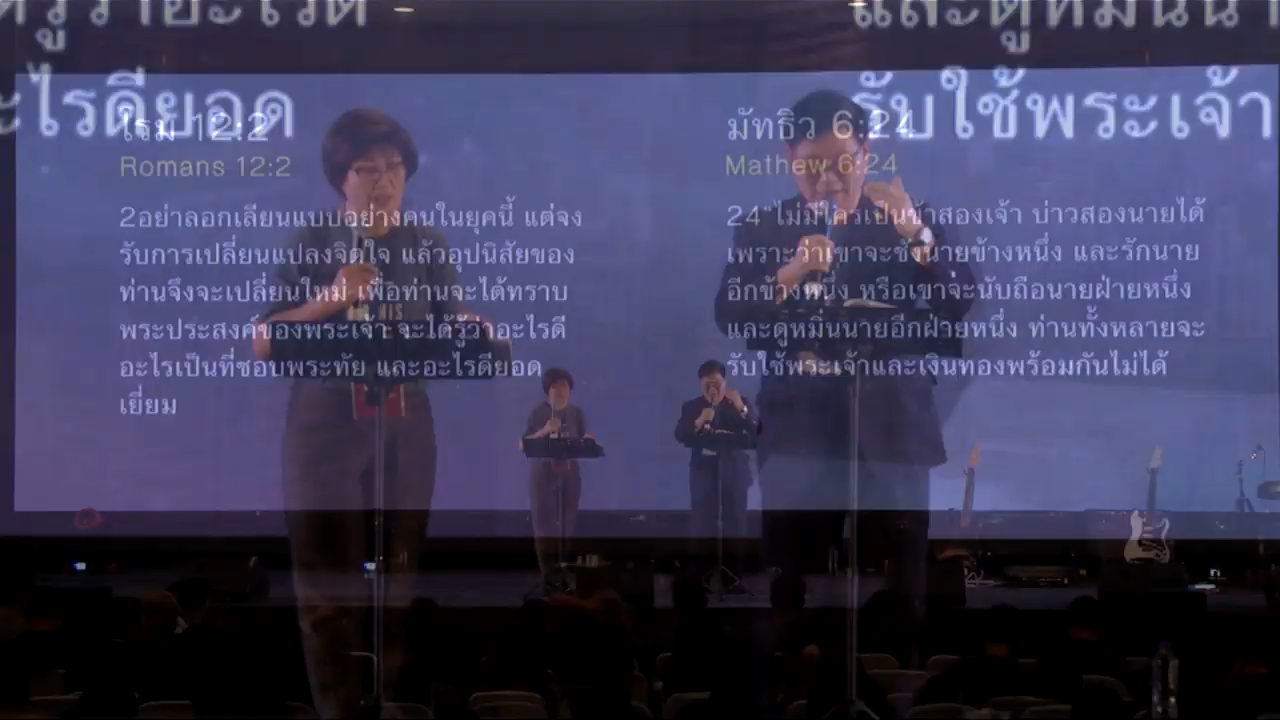 และดูหมิ่นน
ะไรดียอด
รับใช้พระเจ้า
โรม 12:2
Romans 12:2
2อย่าลอกเลียนแบบอย่างคนในยุคนี้ แต่จง
รับการเปลี่ยนแปลงจิตใจ แล้วอุปนิสัยของ
ท่านจึงจะเปลี่ยนใหม่ เพื่อท่านจะได้ทราบ
พระประสงค์ของพระเจ้า จะได้รู้ว่าอะไรดี
อะไรเป็นที่ชอบพระทัย และอะไรดียอด
เยี่ยม
มัทธิว 6:24
Mathew 6:24
24"ไม่มีใครเป็นข้าสองเจ้า บ่าวสองนายได้
เพราะว่าเขาจะชังนายข้างหนึ่ง และรักนาย
อีกข้างหนึ่ง หรือเขาจะนับถือนายฝ่ายหนึ่ง
และดูหมิ่นนายอีกฝ่ายหนึ่ง ท่านทั้งหลายจะ
รับใช้พระเจ้าและเงินทองพร้อมกันไม่ได้